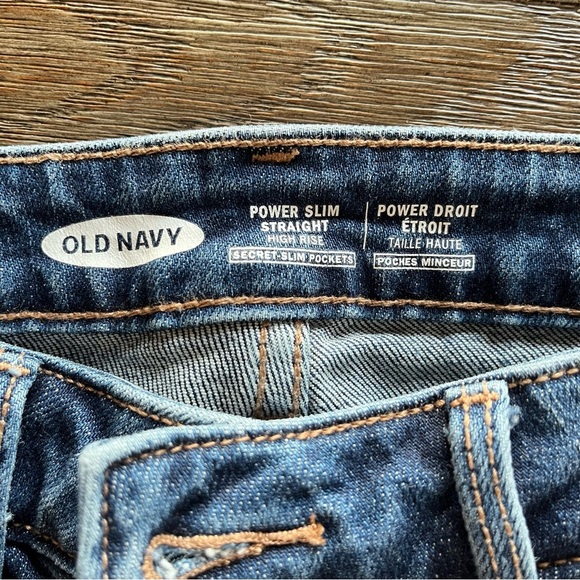 OLD NAVY
POWER SLIM
STRAIGHT
HIGH RISE
SECRET-SLIM POCKETS
POWER DROIT
ÉTROIT
TAILLE HAUTE
POCHES MINCEUR